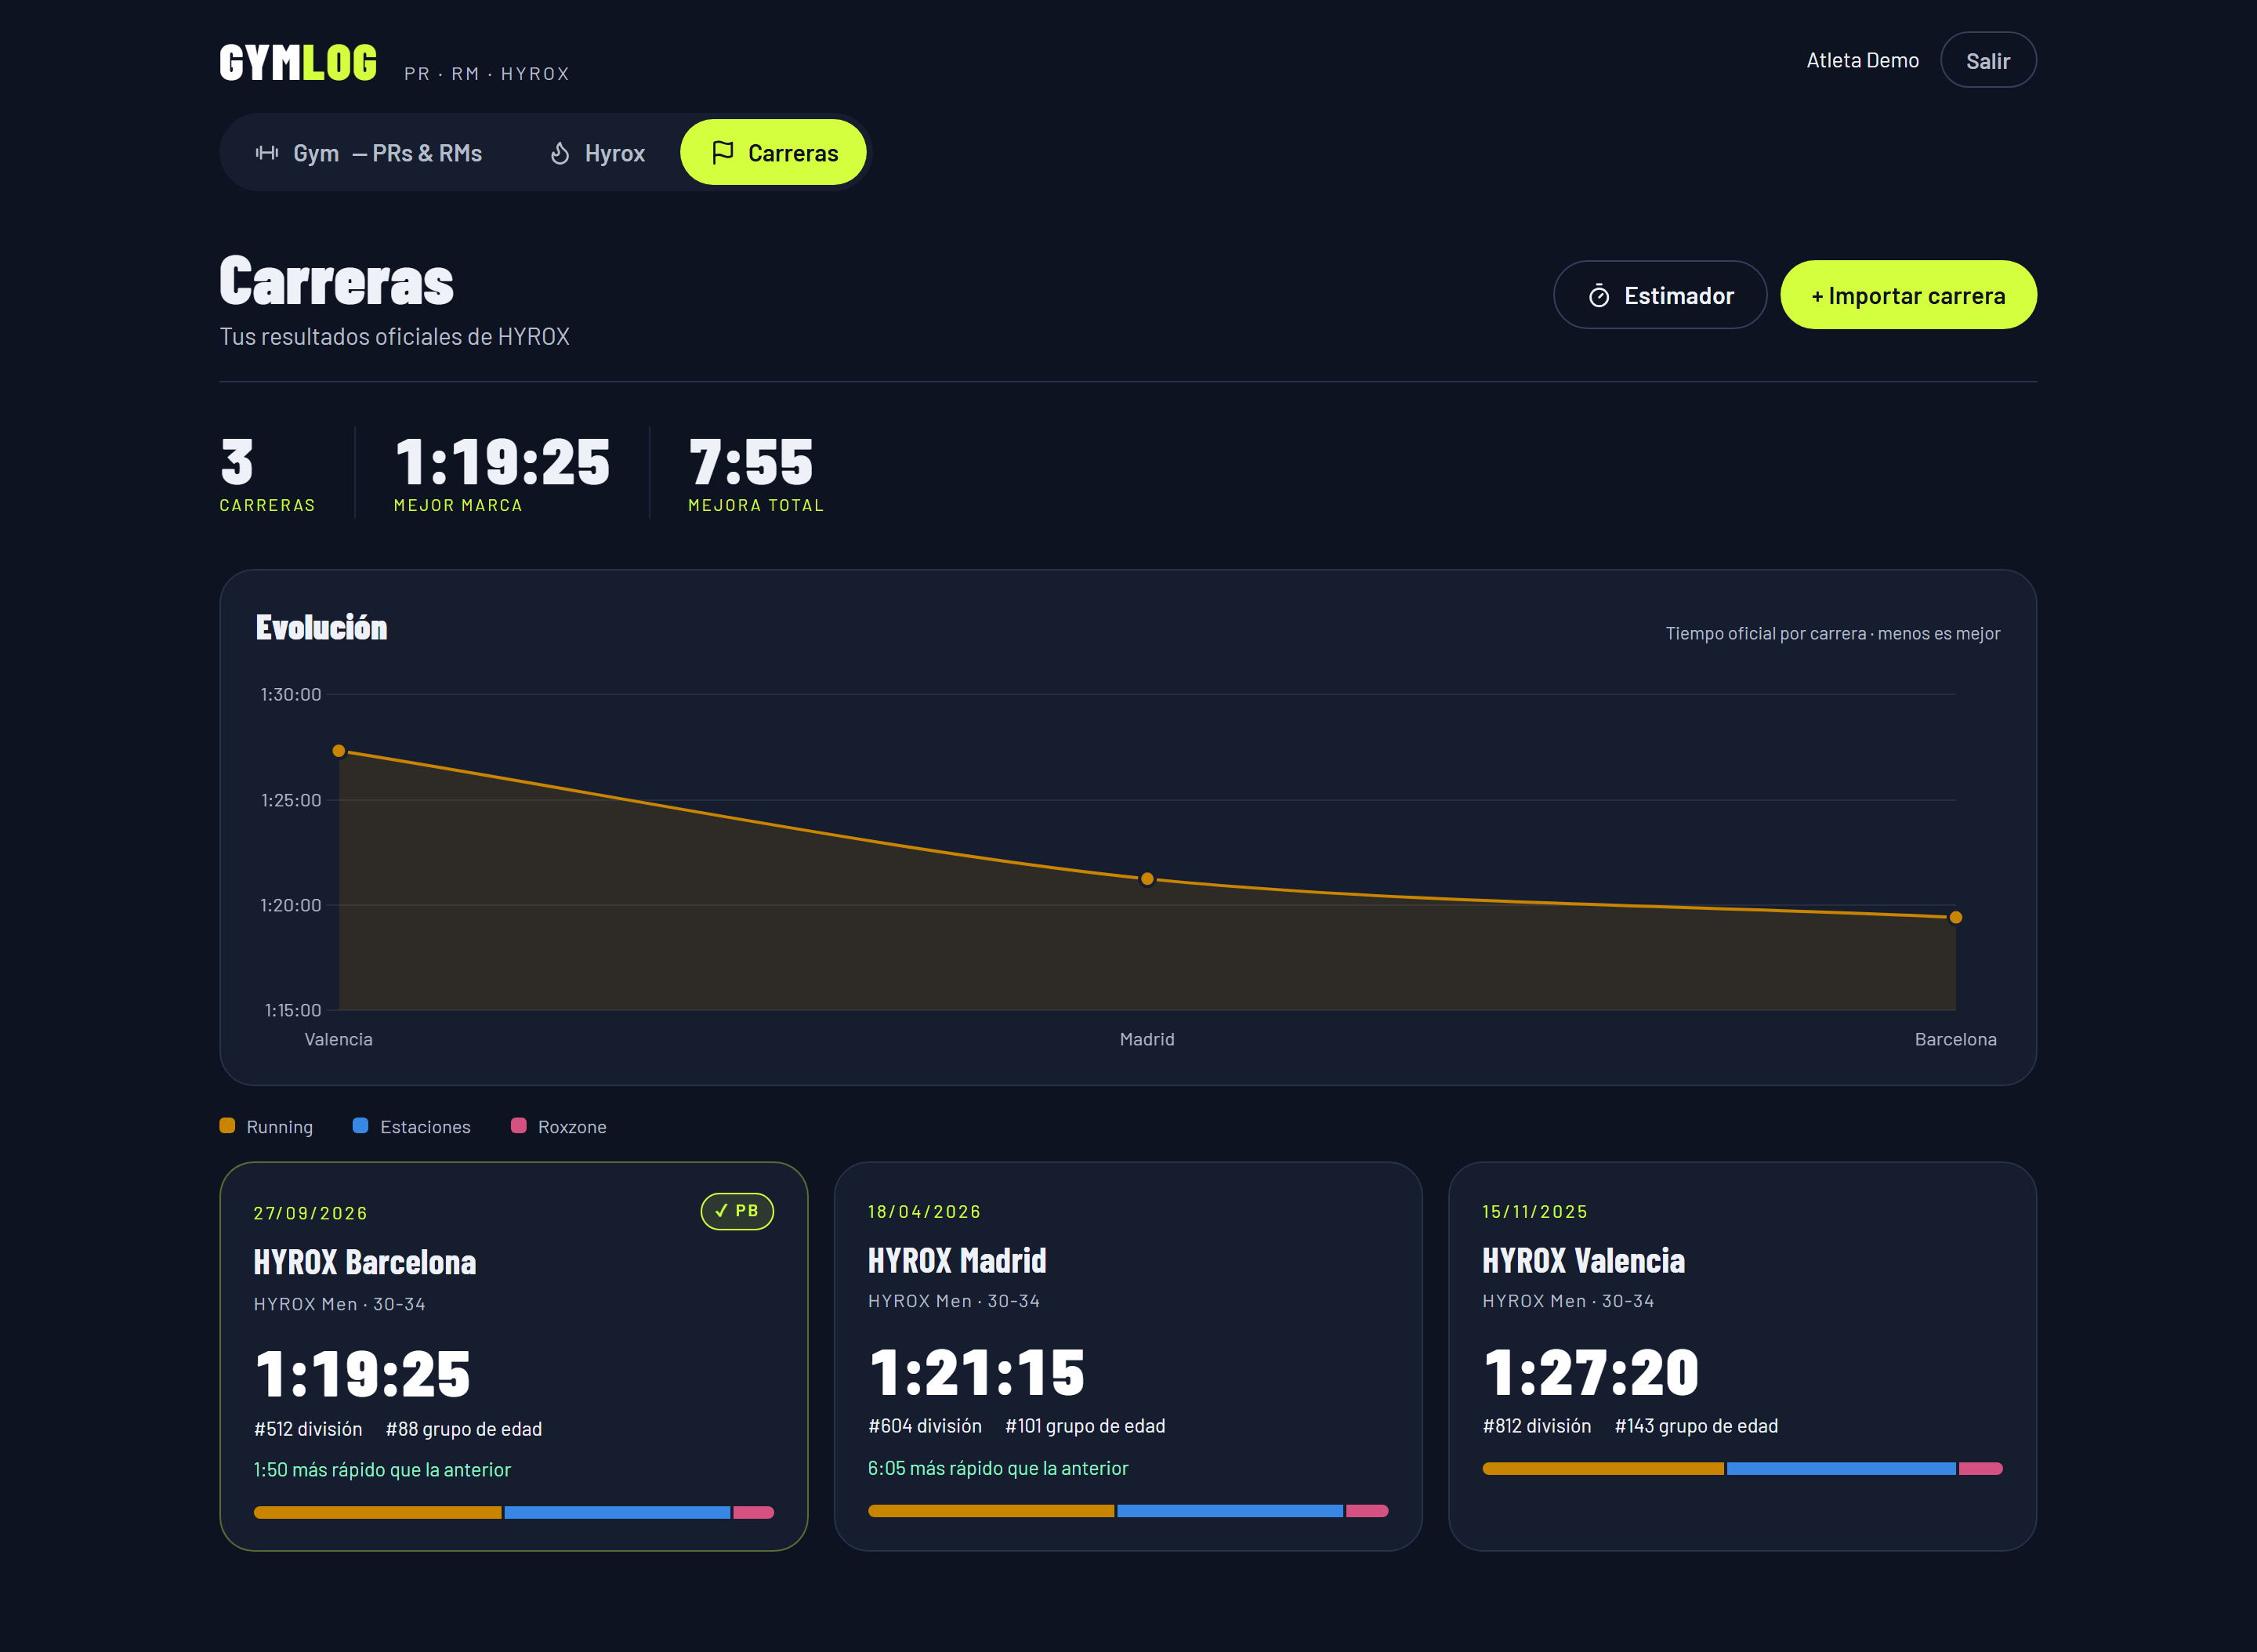 GYMLOG PR · RM · HYROX
Atleta Demo Salir
Gym — PRs & RMs Hyrox Carreras
Carreras
Tus resultados oficiales de HYROX
Estimador + Importar carrera
3 1:19:25 7:55
CARRERAS MEJOR MARCA MEJORA TOTAL
Evolución
Tiempo oficial por carrera · menos es mejor
1:30:00
1:25:00
1:20:00
1:15:00
Valencia Madrid Barcelona
Running Estaciones Roxzone
27/09/2026 ✓ PB
HYROX Barcelona
HYROX Men · 30-34
1:19:25
#512 división #88 grupo de edad
1:50 más rápido que la anterior
18/04/2026
HYROX Madrid
HYROX Men · 30-34
1:21:15
#604 división #101 grupo de edad
6:05 más rápido que la anterior
15/11/2025
HYROX Valencia
HYROX Men · 30-34
1:27:20
#812 división #143 grupo de edad